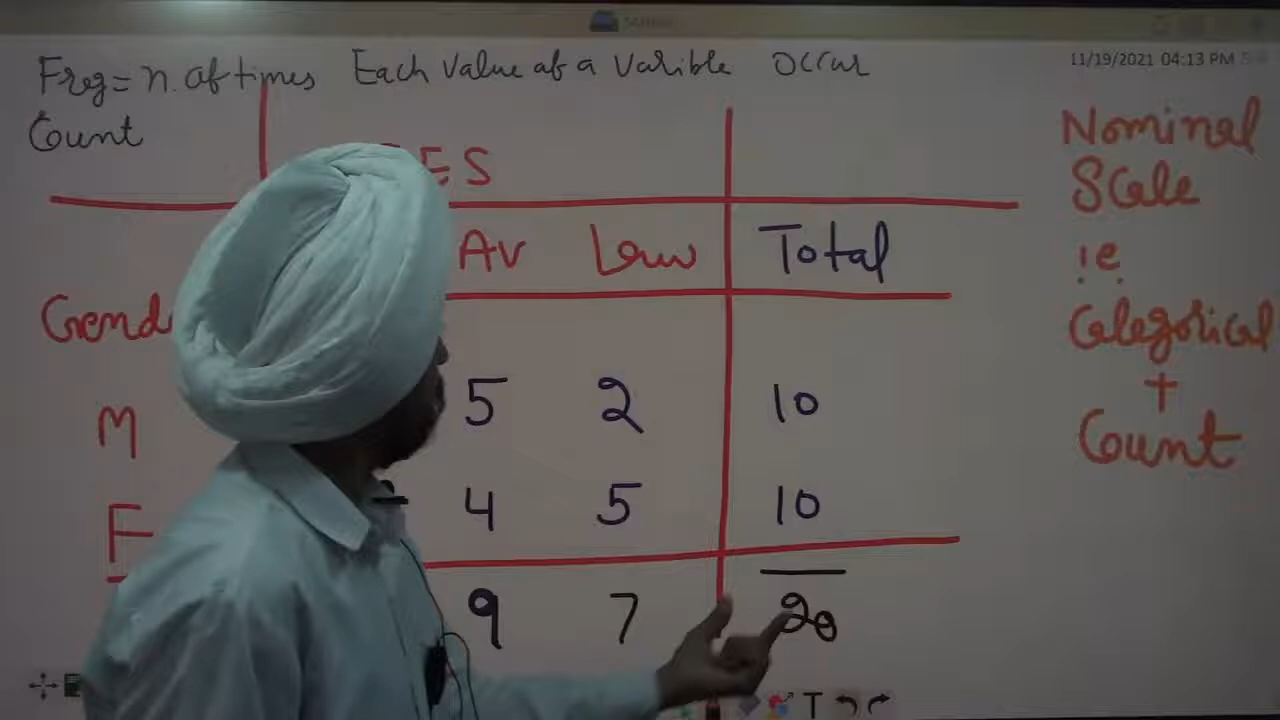 Freq= n. of times Each Value of a Varible Occur
Count
ES
Av Low Total
Gend
M 5 2 10
F 4 5 10
9 7 20
11/19/2021 04:13 PM
Nominal
Scale
i.e.
Categorical
+
Count
T